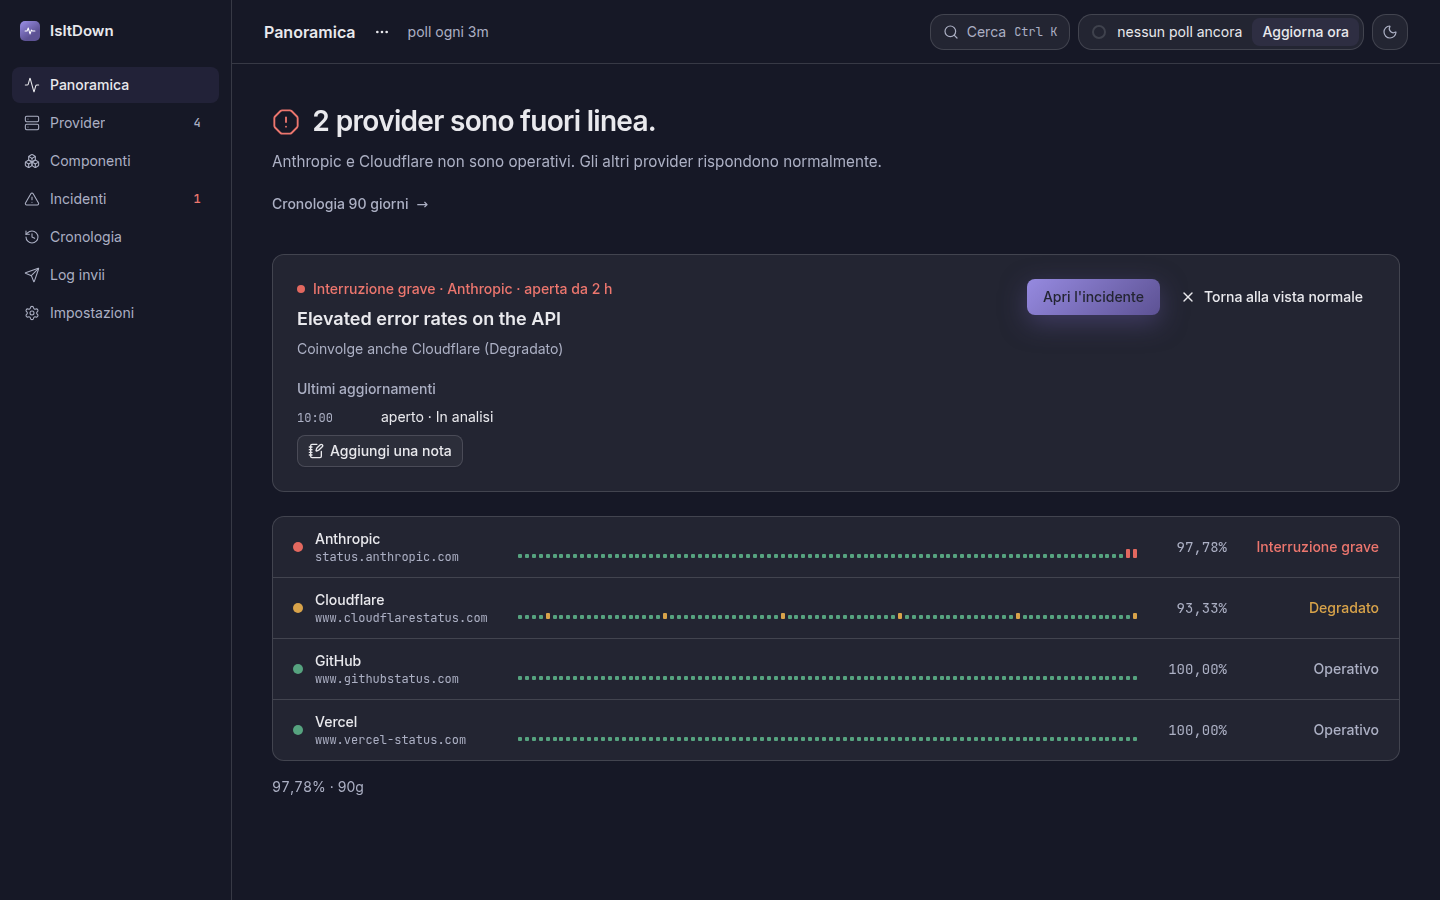 IsItDown
Panoramica
Provider 4
Componenti
Incidenti 1
Cronologia
Log invii
Impostazioni
Panoramica ··· poll ogni 3m
Cerca Ctrl K
nessun poll ancora Aggiorna ora
2 provider sono fuori linea.
Anthropic e Cloudflare non sono operativi. Gli altri provider rispondono normalmente.
Cronologia 90 giorni →
Interruzione grave · Anthropic · aperta da 2 h
Apri l'incidente
Torna alla vista normale
Elevated error rates on the API
Coinvolge anche Cloudflare (Degradato)
Ultimi aggiornamenti
10:00 aperto · In analisi
Aggiungi una nota
Anthropic
status.anthropic.com
97,78% Interruzione grave
Cloudflare
www.cloudflarestatus.com
93,33% Degradato
GitHub
www.githubstatus.com
100,00% Operativo
Vercel
www.vercel-status.com
100,00% Operativo
97,78% · 90g